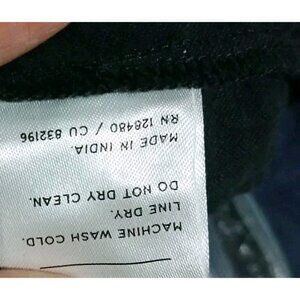 MACHINE WASH COLD.
LINE DRY.
DO NOT DRY CLEAN.
MADE IN INDIA.
RN 128480 / CU 832196